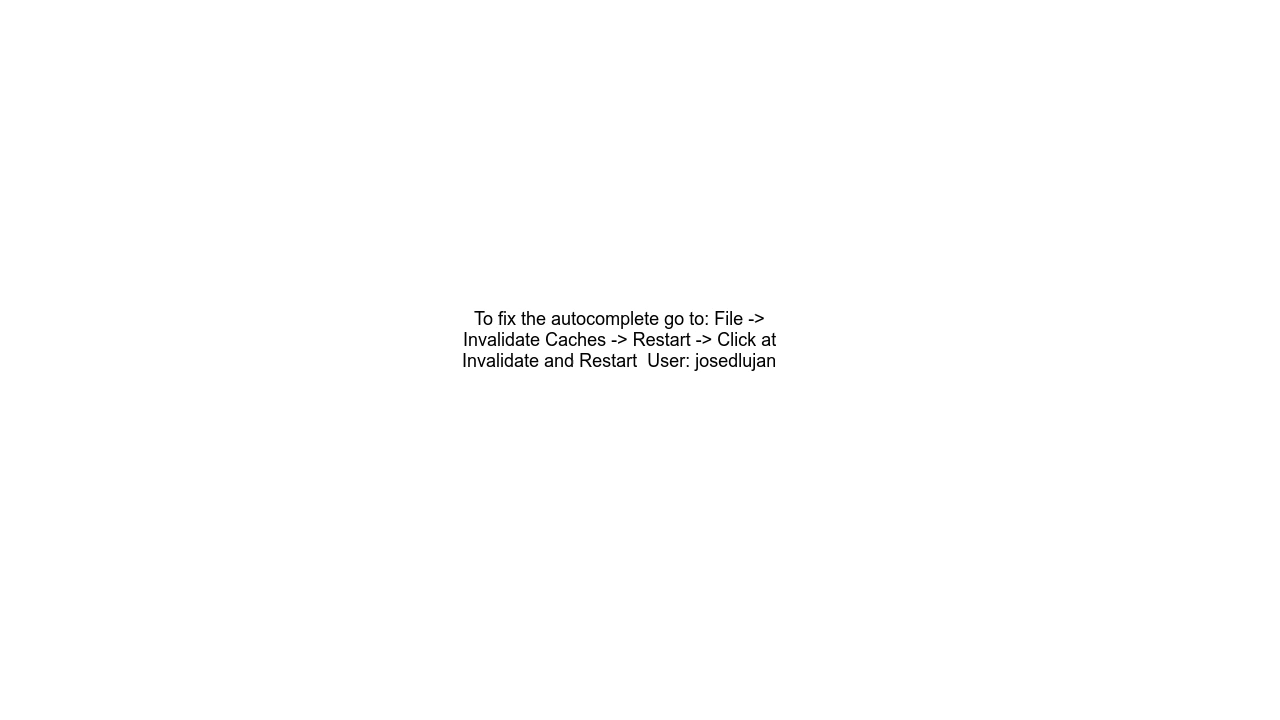 To fix the autocomplete go to: File ->
Invalidate Caches -> Restart -> Click at
Invalidate and Restart  User: josedlujan